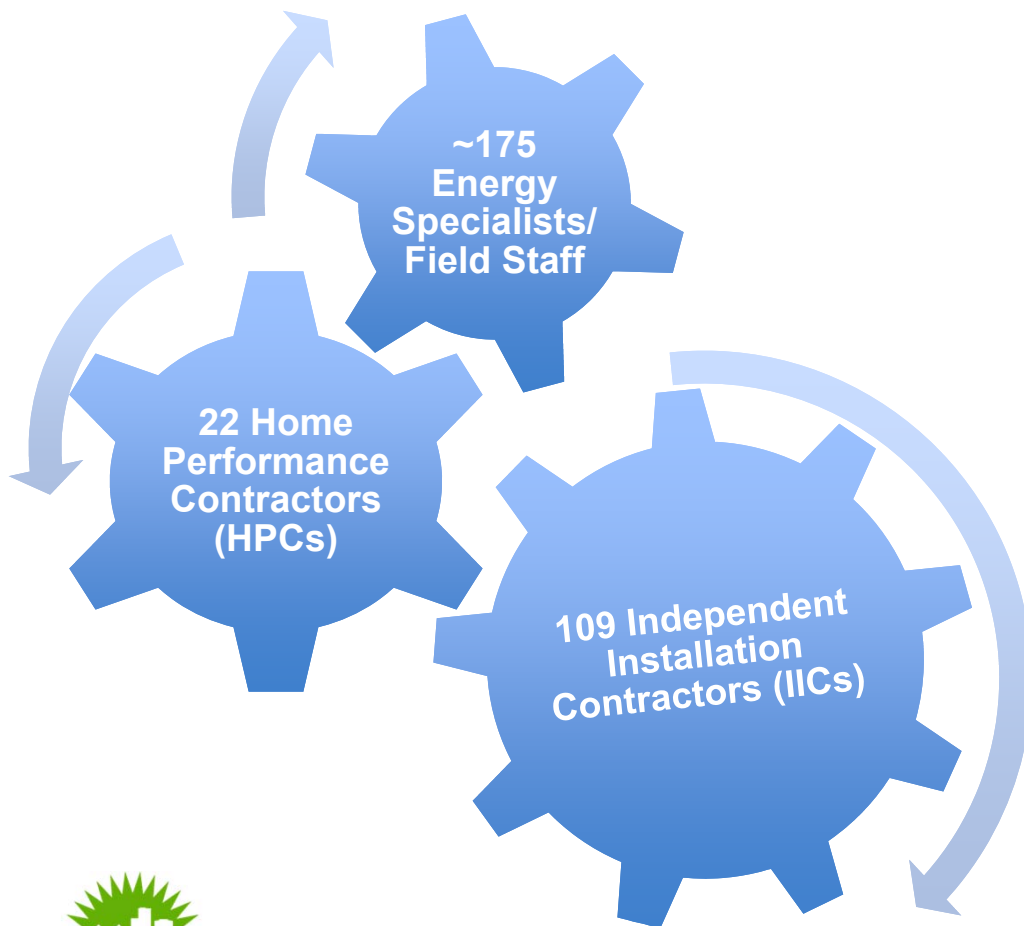 ~175
Energy
Specialists/
Field Staff
22 Home
Performance
Contractors
(HPCs)
109 Independent
Installation
Contractors (IICs)